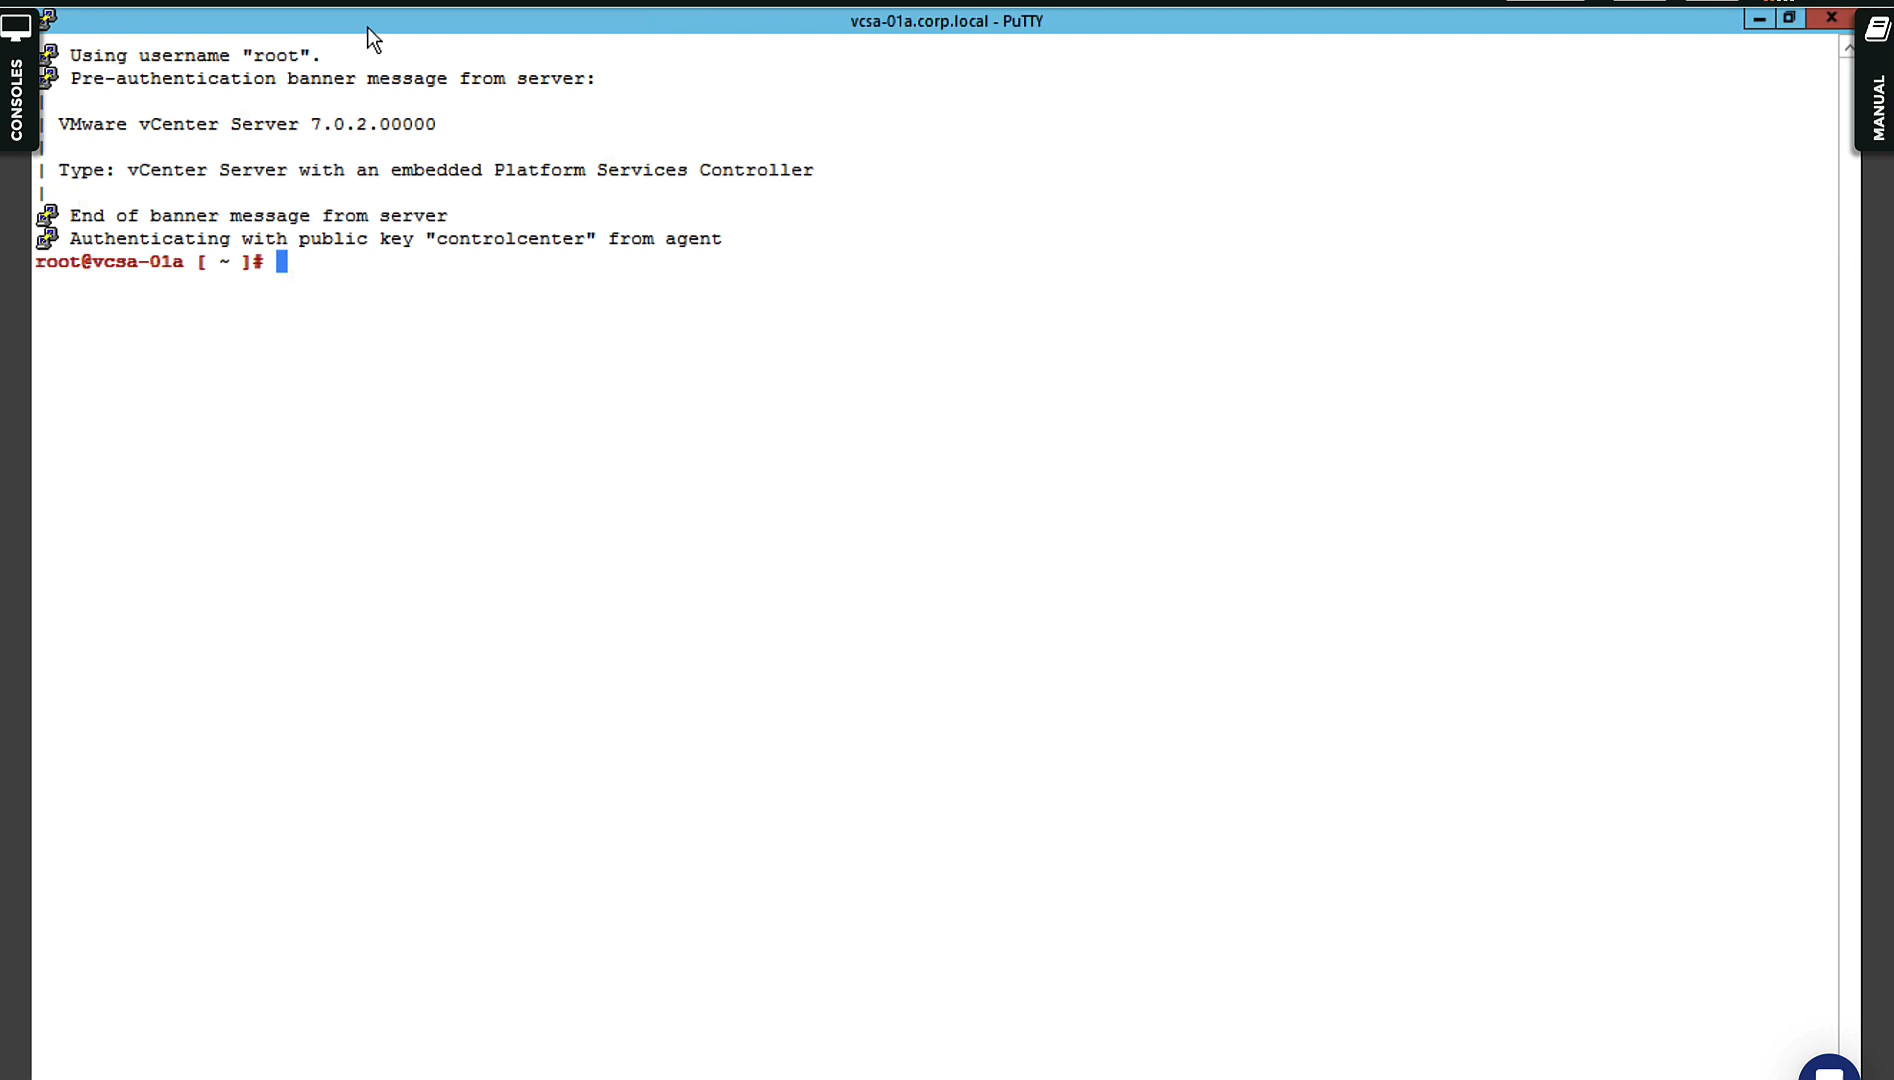 vcsa-01a.corp.local - PuTTY
CONSOLES
MANUAL
Using username "root".
Pre-authentication banner message from server:
|
| VMware vCenter Server 7.0.2.00000
|
| Type: vCenter Server with an embedded Platform Services Controller
|
End of banner message from server
Authenticating with public key "controlcenter" from agent
root@vcsa-01a [ ~ ]#